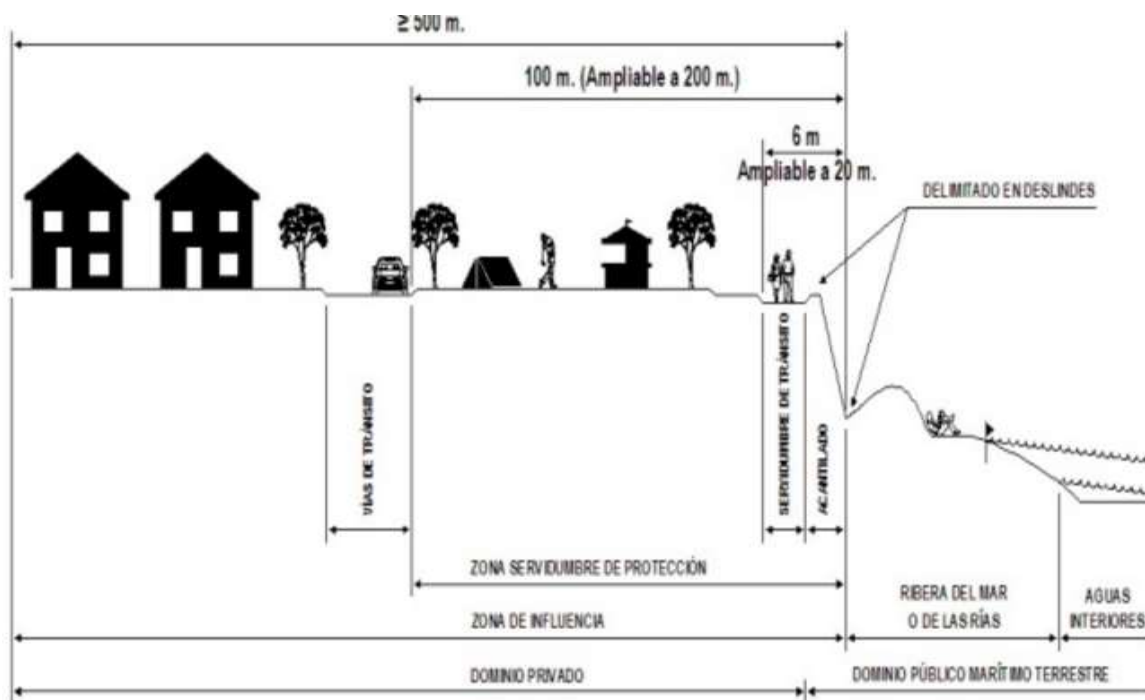 ≥ 500 m.
100 m. (Ampliable a 200 m.)
6 m
Ampliable a 20 m.
DELIMITADO EN DESLINDES
VÍAS DE TRÁNSITO
SERVIDUMBRE DE TRÁNSITO
ACANTILADO
ZONA SERVIDUMBRE DE PROTECCIÓN
RIBERA DEL MAR
O DE LAS RÍAS
AGUAS
INTERIORES
ZONA DE INFLUENCIA
DOMINIO PRIVADO
DOMINIO PÚBLICO MARÍTIMO TERRESTRE